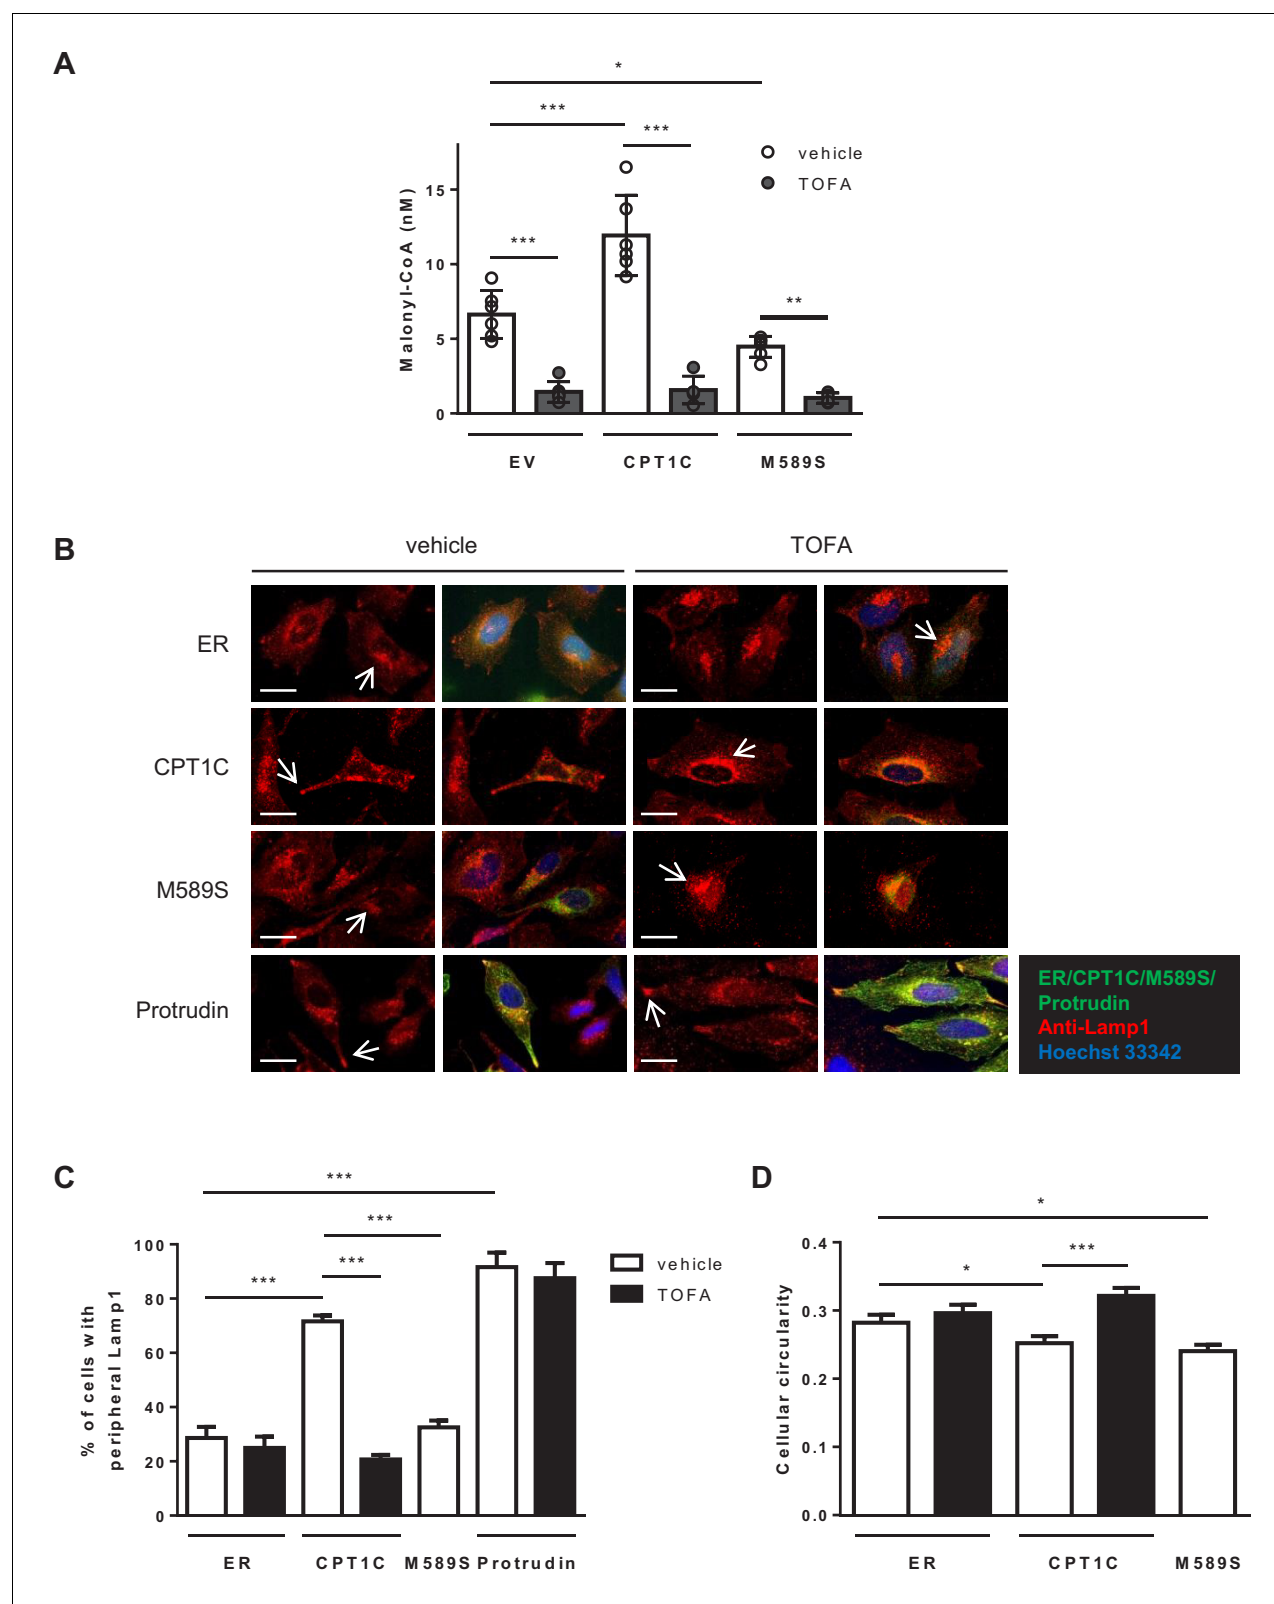 A
*
***
***
vehicle
TOFA
***
**
Malonyl-CoA (nM)
15
10
5
0
EV CPT1C M589S
B
vehicle TOFA
ER
CPT1C
M589S
Protrudin
ER/CPT1C/M589S/
Protrudin
Anti-Lamp1
Hoechst 33342
C
***
***
***
***
vehicle
TOFA
% of cells with
peripheral Lamp1
100
80
60
40
20
0
ER CPT1C M589S Protrudin
D
*
***
*
Cellular circularity
0.4
0.3
0.2
0.1
0.0
ER CPT1C M589S